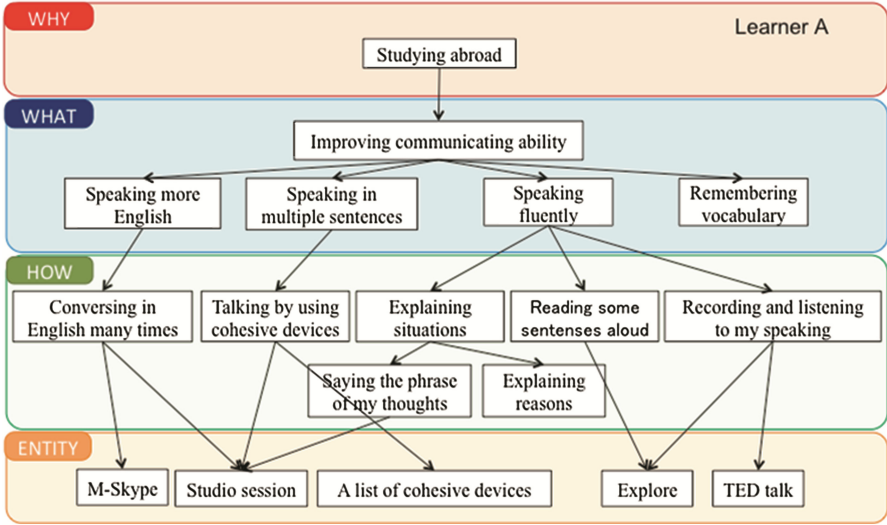 WHY
Learner A
Studying abroad
WHAT
Improving communicating ability
Speaking more
English
Speaking in
multiple sentences
Speaking
fluently
Remembering
vocabulary
HOW
Conversing in
English many times
Talking by using
cohesive devices
Explaining
situations
Reading some
sentenses aloud
Recording and listening
to my speaking
Saying the phrase
of my thoughts
Explaining
reasons
ENTITY
M-Skype
Studio session
A list of cohesive devices
Explore
TED talk